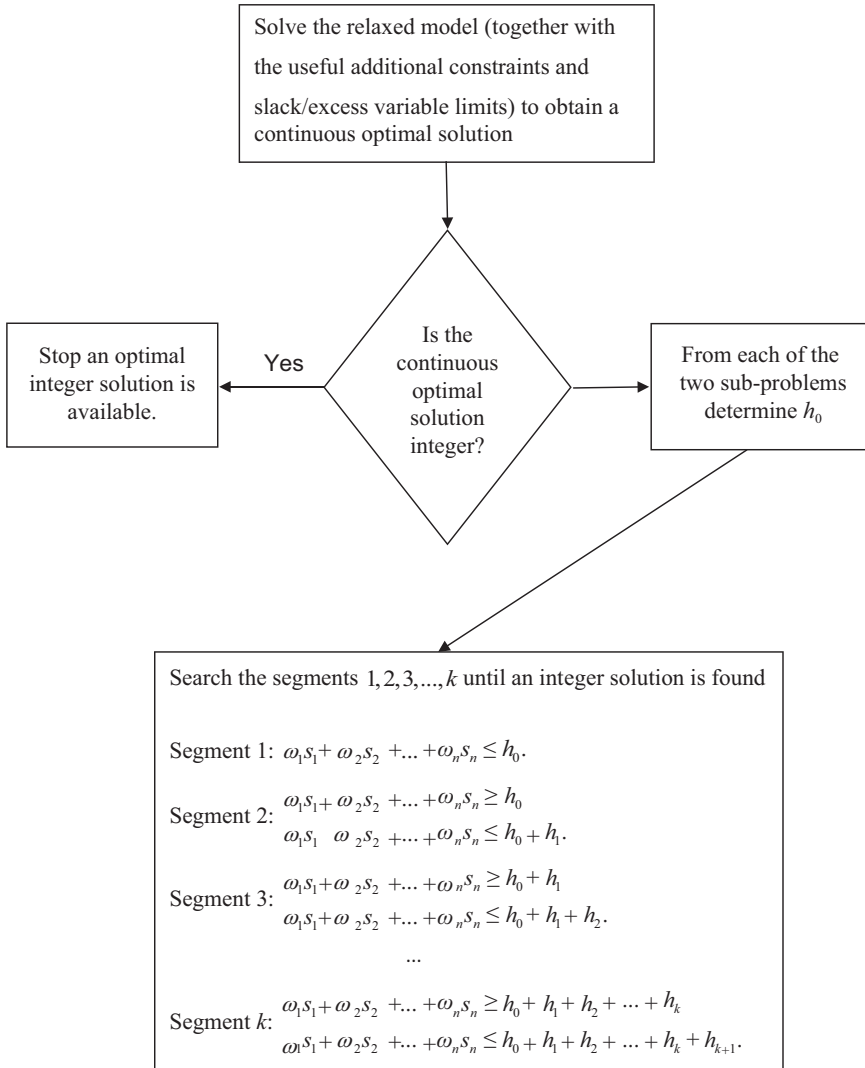 Solve the relaxed model (together with
the useful additional constraints and
slack/excess variable limits) to obtain a
continuous optimal solution
Is the
continuous
optimal
solution
integer?
Yes
Stop an optimal
integer solution is
available.
From each of the
two sub-problems
determine h₀
Search the segments 1,2,3,...,k until an integer solution is found
Segment 1: ω₁s₁+ ω₂s₂ +... +ωₙsₙ ≤ h₀.
Segment 2:
ω₁s₁+ ω₂s₂ +... +ωₙsₙ ≥ h₀
ω₁s₁ ω₂s₂ +... +ωₙsₙ ≤ h₀ + h₁.
Segment 3:
ω₁s₁+ω₂s₂ +... +ωₙsₙ ≥ h₀ + h₁
ω₁s₁+ω₂s₂ +... +ωₙsₙ ≤ h₀ + h₁ + h₂.
...
Segment k:
ω₁s₁+ω₂s₂ +... +ωₙsₙ ≥ h₀ + h₁ + h₂ + ... + hₖ
ω₁s₁+ω₂s₂ +... +ωₙsₙ ≤ h₀ + h₁ + h₂ + ... + hₖ + hₖ₊₁.